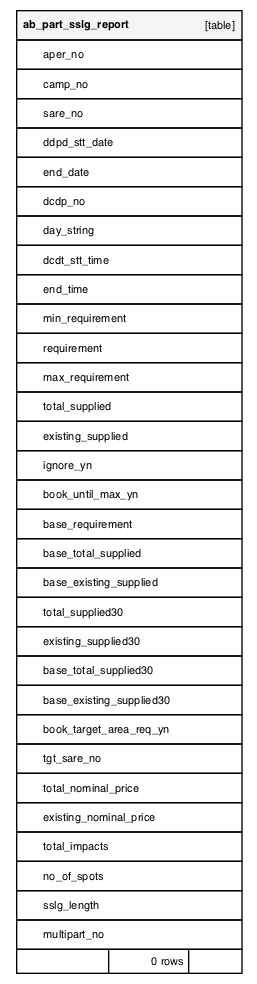 ab_part_sslg_report [table]
aper_no
camp_no
sare_no
ddpd_stt_date
end_date
dcdp_no
day_string
dcdt_stt_time
end_time
min_requirement
requirement
max_requirement
total_supplied
existing_supplied
ignore_yn
book_until_max_yn
base_requirement
base_total_supplied
base_existing_supplied
total_supplied30
existing_supplied30
base_total_supplied30
base_existing_supplied30
book_target_area_req_yn
tgt_sare_no
total_nominal_price
existing_nominal_price
total_impacts
no_of_spots
sslg_length
multipart_no
0 rows